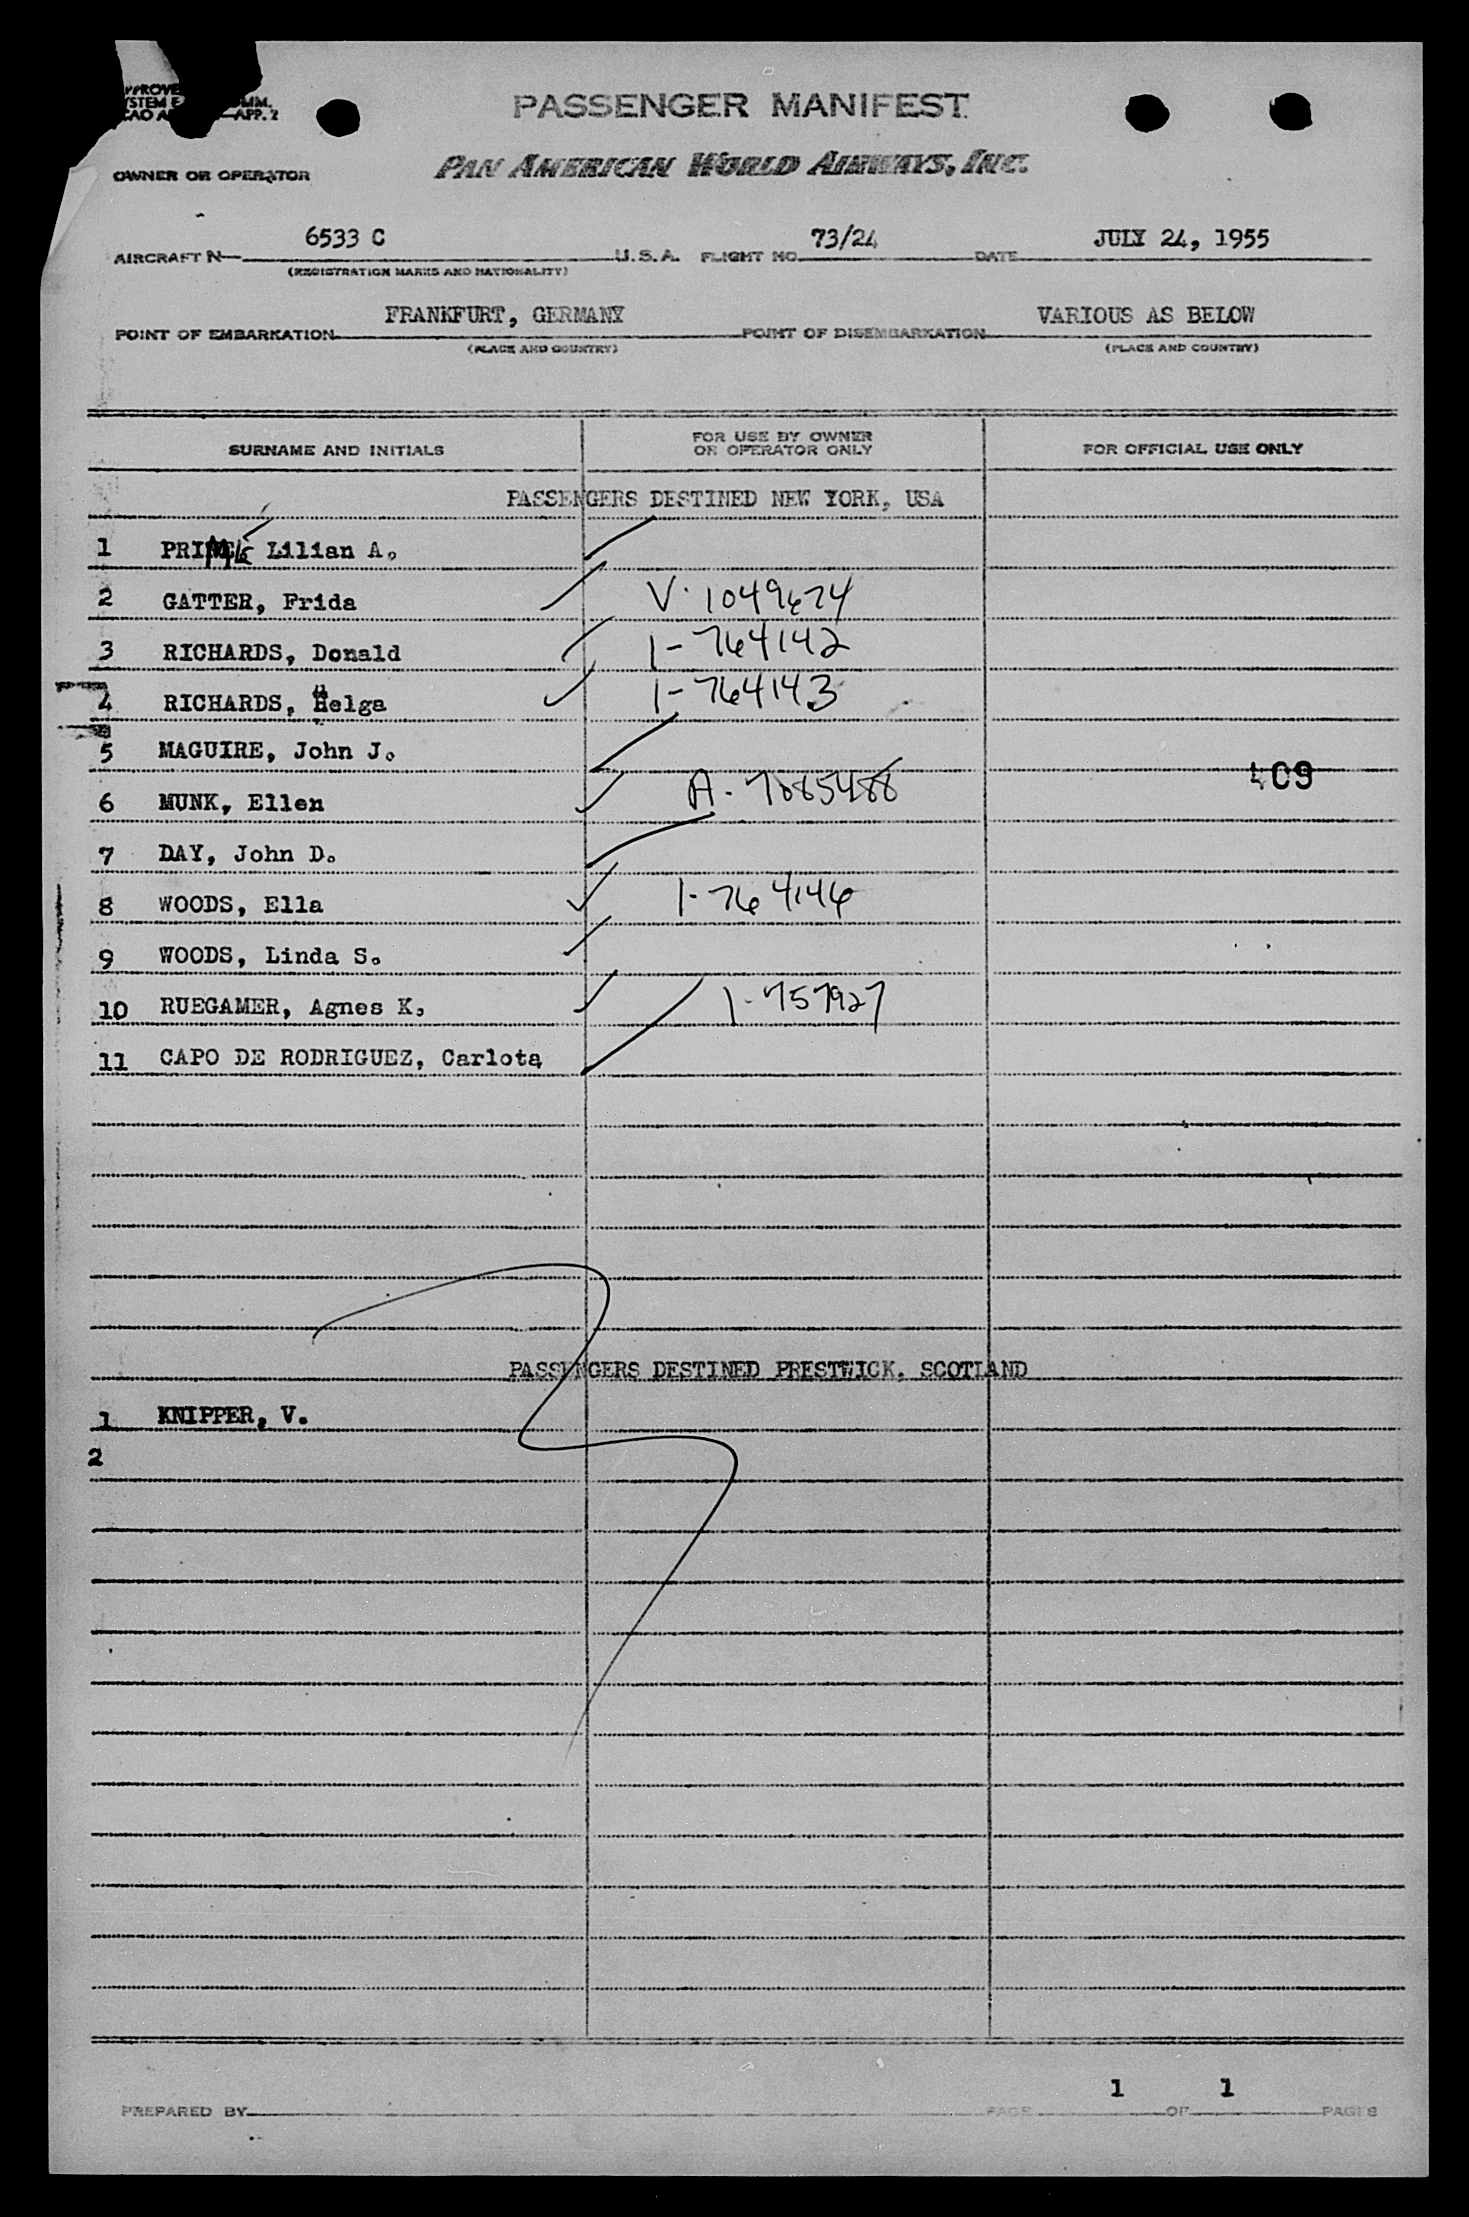 PASSENGER MANIFEST
—APP. 2
OWNER OR OPERATOR PAN AMERICAN WORLD AIRWAYS, INC.
AIRCRAFT N 6533 C U.S.A. FLIGHT NO. 73/24 DATE JULY 24, 1955
(REGISTRATION MARKS AND NATIONALITY)
POINT OF EMBARKATION FRANKFURT, GERMANY POINT OF DISEMBARKATION VARIOUS AS BELOW
(PLACE AND COUNTRY) (PLACE AND COUNTRY)
SURNAME AND INITIALS FOR USE BY OWNER OR OPERATOR ONLY FOR OFFICIAL USE ONLY
PASSENGERS DESTINED NEW YORK, USA
1 Lilian A.
2 GATTER, Frida V. 1049674
3 RICHARDS, Donald 1-764142
4 RICHARDS, Helga 1-764143
5 MAGUIRE, John J.
409
6 MUNK, Ellen A-7885488
7 DAY, John D.
8 WOODS, Ella 1-764146
9 WOODS, Linda S.
10 RUEGAMER, Agnes K. 1-757927
11 CAPO DE RODRIGUEZ, Carlota
PASSENGERS DESTINED PRESTWICK, SCOTLAND
1 KNIPPER, V.
2
PREPARED BY PAGE 1 OF 1 PAGES